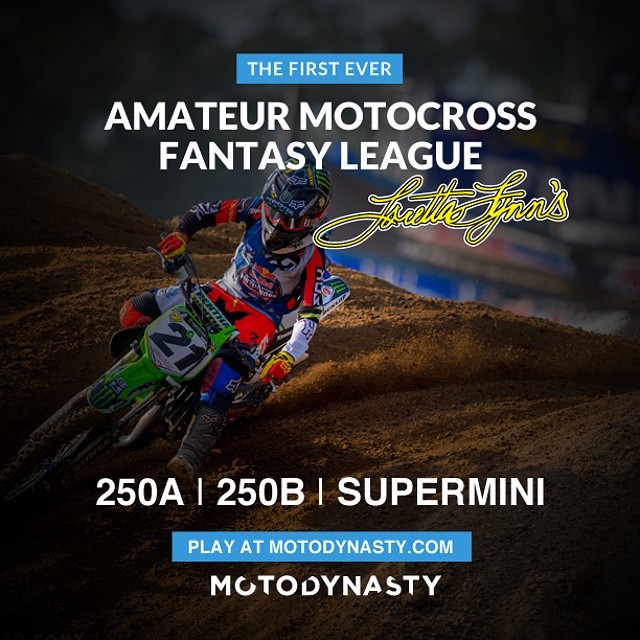 THE FIRST EVER
AMATEUR MOTOCROSS
FANTASY LEAGUE
Loretta Lynn's
21
250A | 250B | SUPERMINI
PLAY AT MOTODYNASTY.COM
MOTODYNASTY